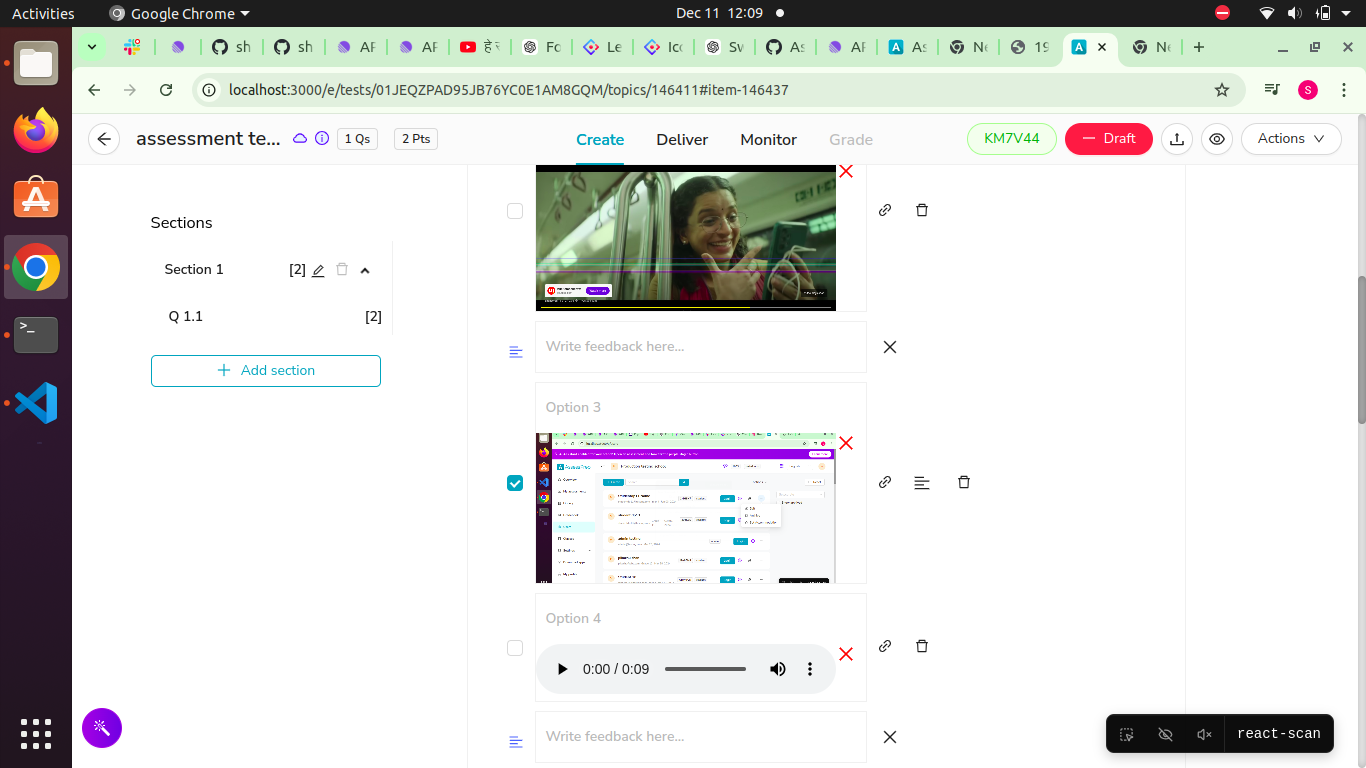 Activities
Google Chrome
Dec 11 12:09
sh
sh
AF
AF
हे
Fo
Le
Ico
Sw
As
AF
As
Ne
19
Ne
localhost:3000/e/tests/01JEQZPAD95JB76YC0E1AM8GQM/topics/146411#item-146437
S
assessment te...
1 Qs
2 Pts
Create
Deliver
Monitor
Grade
KM7V44
Draft
Actions
Sections
Section 1
[2]
Q 1.1
[2]
Add section
Write feedback here...
Option 3
Option 4
0:00 / 0:09
Write feedback here...
react-scan